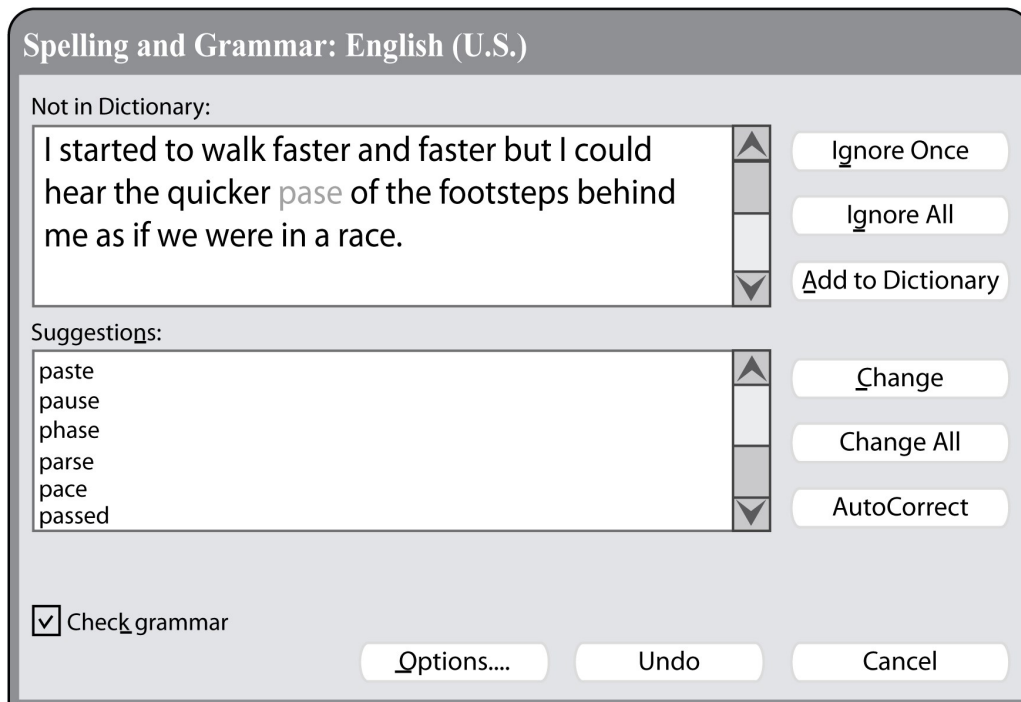 Spelling and Grammar: English (U.S.)
Not in Dictionary:
I started to walk faster and faster but I could
hear the quicker pase of the footsteps behind
me as if we were in a race.
Ignore Once
Ignore All
Add to Dictionary
Suggestions:
paste
pause
phase
parse
pace
passed
Change
Change All
AutoCorrect
Check grammar
Options....
Undo
Cancel